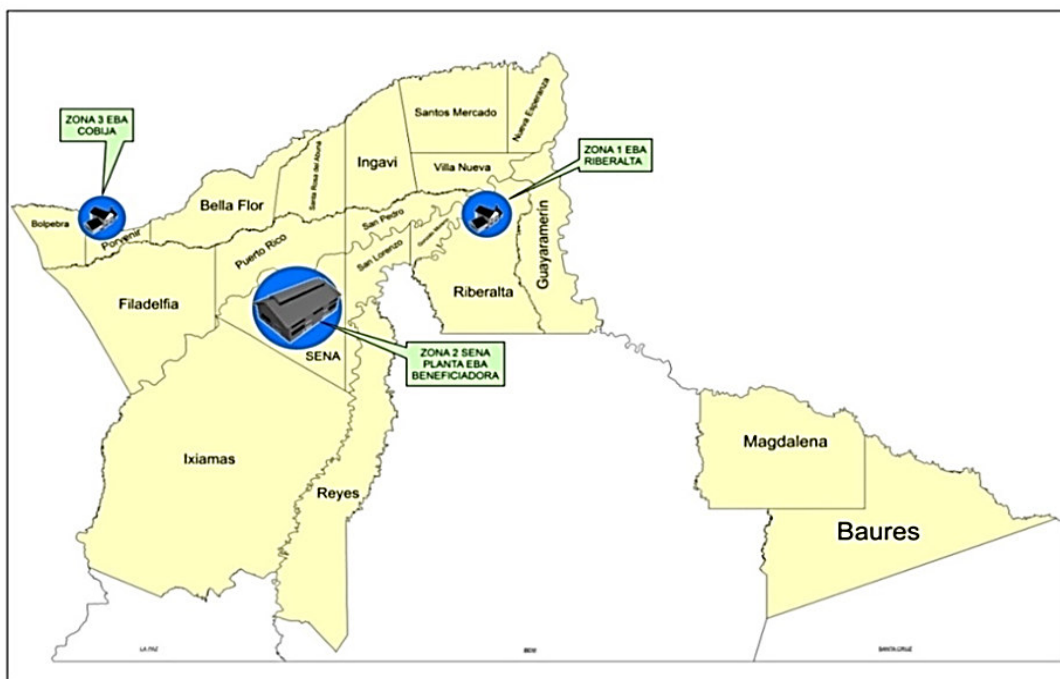 ZONA 3 EBA
COBIJA
Santos Mercado
Nueva Esperanza
ZONA 1 EBA
RIBERALTA
Ingavi
Villa Nueva
Santa Rosa del Abuná
Bella Flor
Bolpebra
Porvenir
San Pedro
Guayaramerín
Puerto Rico
San Lorenzo
Filadelfia
Riberalta
SENA
ZONA 2 SENA
PLANTA EBA
BENEFICIADORA
Ixiamas
Reyes
Magdalena
Baures
LA PAZ
BENI
SANTA CRUZ